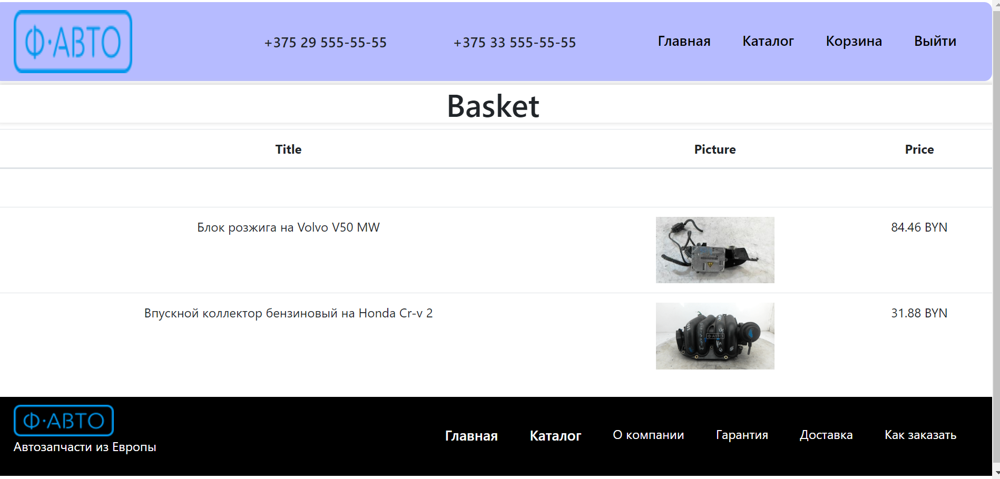 Ф·АВТО
+375 29 555-55-55
+375 33 555-55-55
Главная
Каталог
Корзина
Выйти
Basket
Title
Picture
Price
Блок розжига на Volvo V50 MW
84.46 BYN
Впускной коллектор бензиновый на Honda Cr-v 2
Ф·АВТО
31.88 BYN
Ф·АВТО
Автозапчасти из Европы
Главная
Каталог
О компании
Гарантия
Доставка
Как заказать